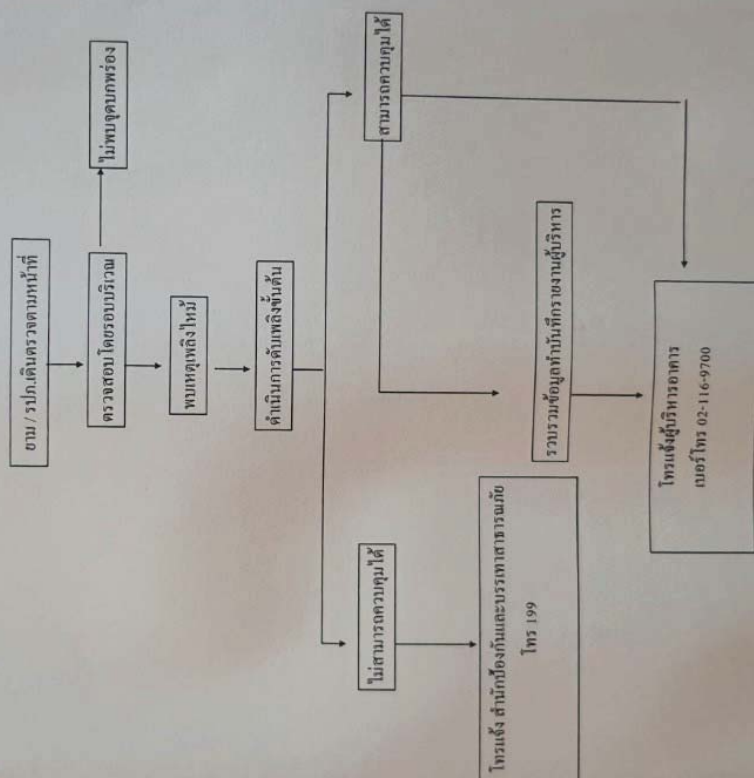 ยาม / รปภ.เดินตรวจตามหน้าที่
ตรวจสอบโดยรอบบริเวณ
ไม่พบจุดบกพร่อง
พบเหตุเพลิงไหม้
ดำเนินการดับเพลิงขั้นต้น
ไม่สามารถควบคุมได้
สามารถควบคุมได้
โทรแจ้ง สำนักป้องกันและบรรเทาสาธารณภัย
โทร 199
รวบรวมข้อมูลทำบันทึกรายงานผู้บริหาร
โทรแจ้งผู้บริหารอาคาร
เบอร์โทร 02-116-9700